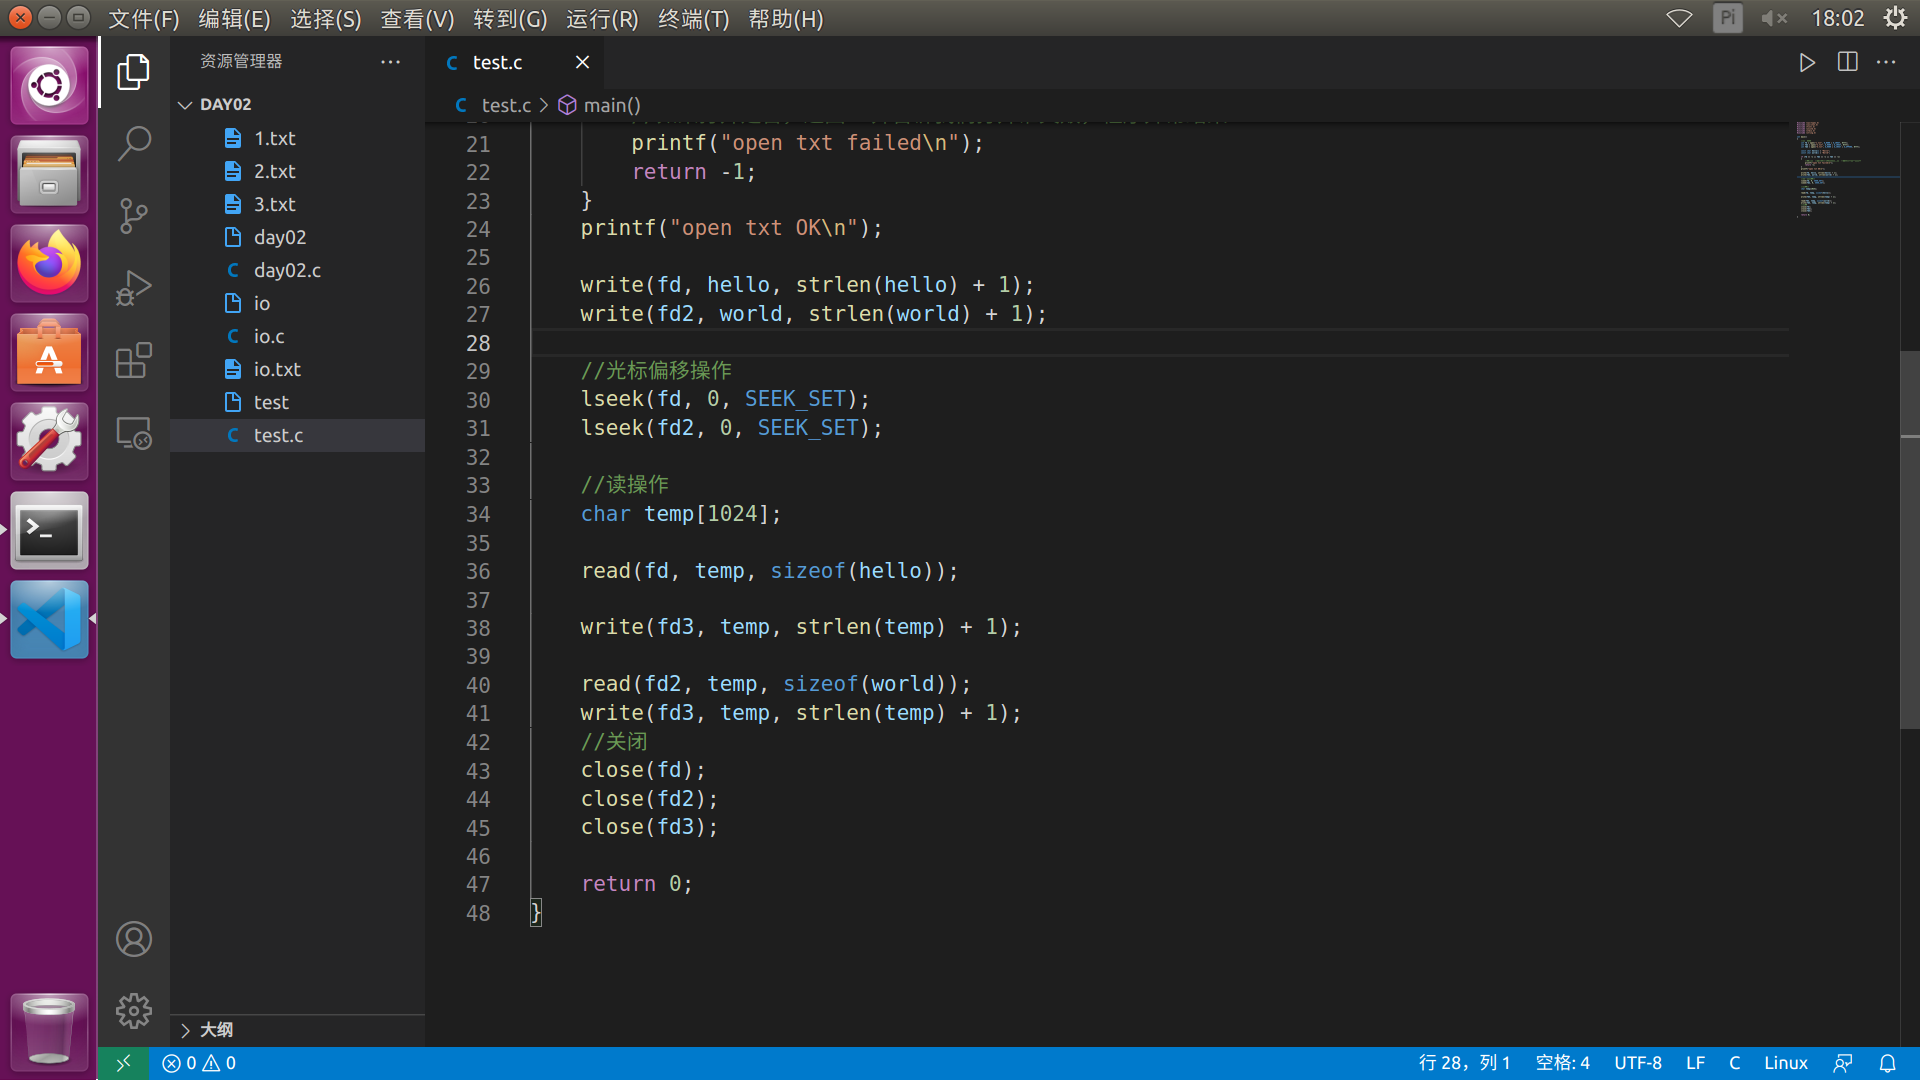 文件(F) 编辑(E) 选择(S) 查看(V) 转到(G) 运行(R) 终端(T) 帮助(H)
Pi 18:02
资源管理器
test.c
DAY02
test.c > main()
1.txt
2.txt
3.txt
day02
day02.c
io
io.c
io.txt
test
test.c
21 printf("open txt failed\n");
22 return -1;
23 }
24 printf("open txt OK\n");
25
26 write(fd, hello, strlen(hello) + 1);
27 write(fd2, world, strlen(world) + 1);
28
29 //光标偏移操作
30 lseek(fd, 0, SEEK_SET);
31 lseek(fd2, 0, SEEK_SET);
32
33 //读操作
34 char temp[1024];
35
36 read(fd, temp, sizeof(hello));
37
38 write(fd3, temp, strlen(temp) + 1);
39
40 read(fd2, temp, sizeof(world));
41 write(fd3, temp, strlen(temp) + 1);
42 //关闭
43 close(fd);
44 close(fd2);
45 close(fd3);
46
47 return 0;
48 }
大纲
0 0
行 28，列 1 空格: 4 UTF-8 LF C Linux